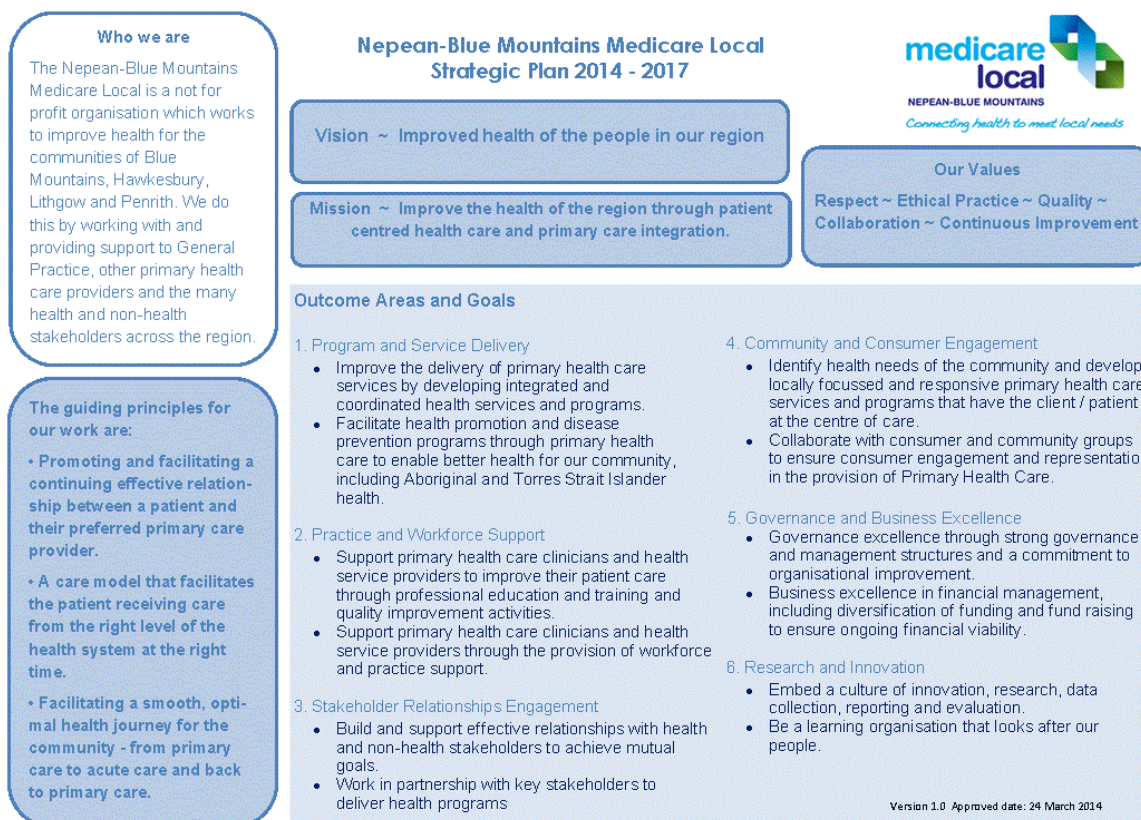 Who we are
The Nepean-Blue Mountains
Medicare Local is a not for
profit organisation which works
to improve health for the
communities of Blue
Mountains, Hawkesbury,
Lithgow and Penrith. We do
this by working with and
providing support to General
Practice, other primary health
care providers and the many
health and non-health
stakeholders across the region.
The guiding principles for
our work are:
• Promoting and facilitating a
continuing effective relation-
ship between a patient and
their preferred primary care
provider.
• A care model that facilitates
the patient receiving care
from the right level of the
health system at the right
time.
• Facilitating a smooth, opti-
mal health journey for the
community - from primary
care to acute care and back
to primary care.
Nepean-Blue Mountains Medicare Local
Strategic Plan 2014 - 2017
Vision ~ Improved health of the people in our region
Mission ~ Improve the health of the region through patient
centred health care and primary care integration.
medicare
local
NEPEAN-BLUE MOUNTAINS
Connecting health to meet local needs
Our Values
Respect ~ Ethical Practice ~ Quality ~
Collaboration ~ Continuous Improvement
Outcome Areas and Goals
1. Program and Service Delivery
• Improve the delivery of primary health care
services by developing integrated and
coordinated health services and programs.
• Facilitate health promotion and disease
prevention programs through primary health
care to enable better health for our community,
including Aboriginal and Torres Strait Islander
health.
2. Practice and Workforce Support
• Support primary health care clinicians and health
service providers to improve their patient care
through professional education and training and
quality improvement activities.
• Support primary health care clinicians and health
service providers through the provision of workforce
and practice support.
3. Stakeholder Relationships Engagement
• Build and support effective relationships with health
and non-health stakeholders to achieve mutual
goals.
• Work in partnership with key stakeholders to
deliver health programs
4. Community and Consumer Engagement
• Identify health needs of the community and develop
locally focussed and responsive primary health care
services and programs that have the client / patient
at the centre of care.
• Collaborate with consumer and community groups
to ensure consumer engagement and representatio
in the provision of Primary Health Care.
5. Governance and Business Excellence
• Governance excellence through strong governance
and management structures and a commitment to
organisational improvement.
• Business excellence in financial management,
including diversification of funding and fund raising
to ensure ongoing financial viability.
6. Research and Innovation
• Embed a culture of innovation, research, data
collection, reporting and evaluation.
• Be a learning organisation that looks after our
people.
Version 1.0 Approved date: 24 March 2014